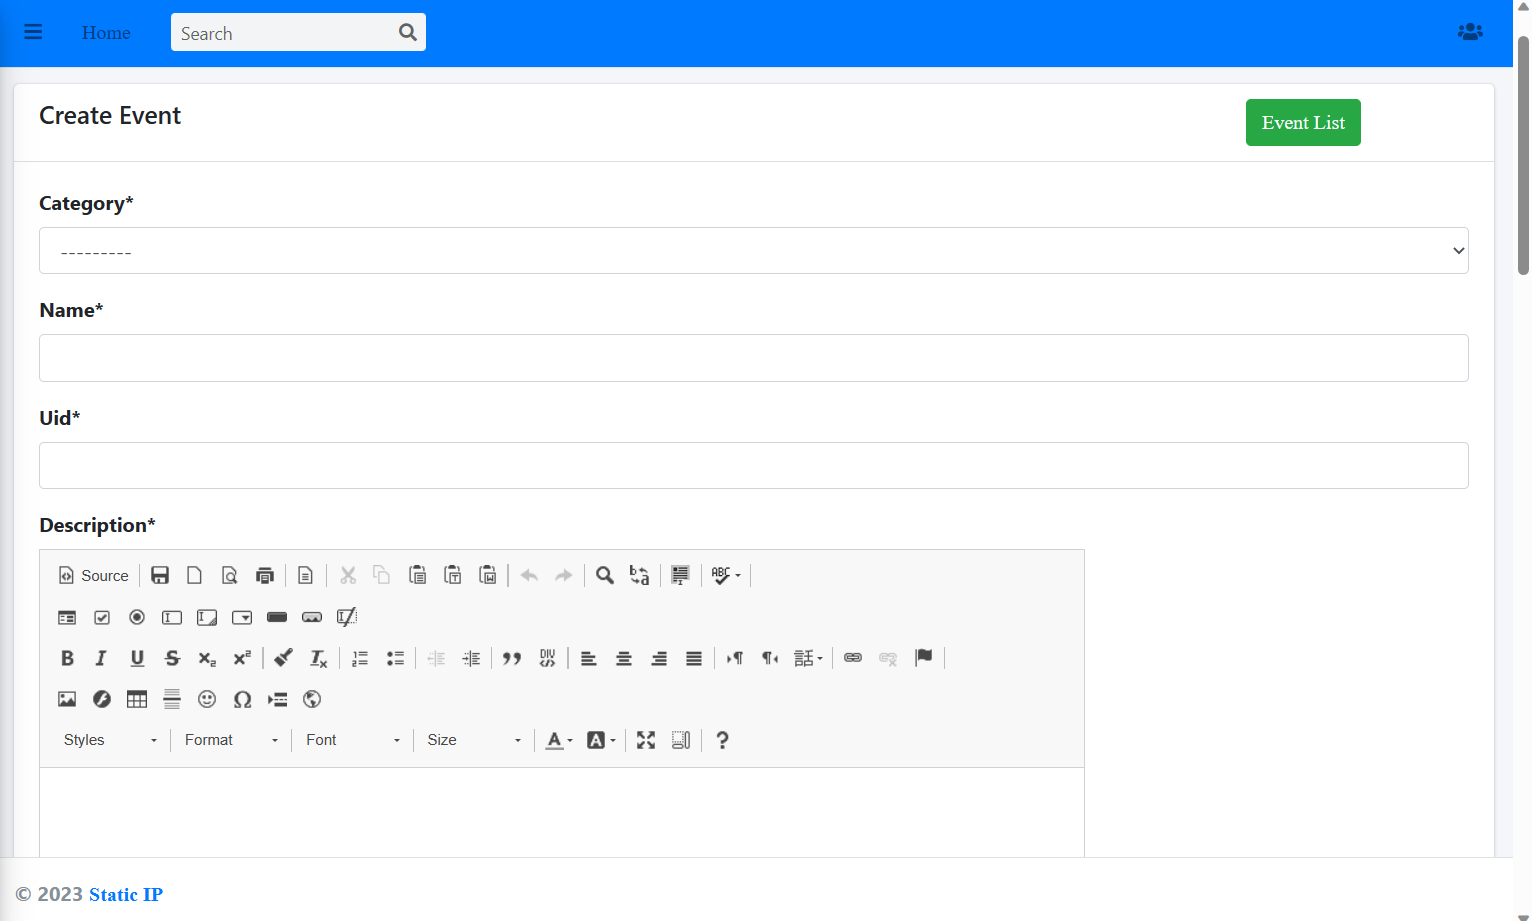 Home
Search
Create Event
Event List
Category*
---------
Name*
Uid*
Description*
Source
Styles
Format
Font
Size
© 2023 Static IP